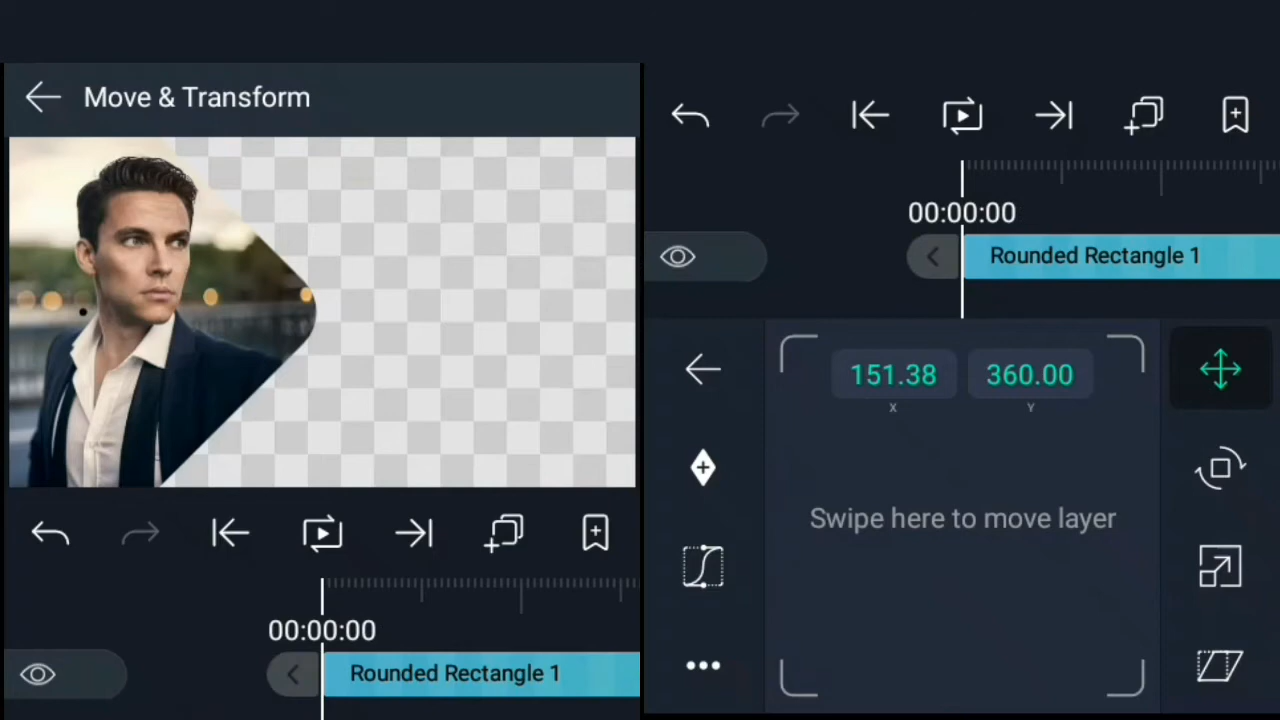 Move & Transform
00:00:00
Rounded Rectangle 1
00:00:00
Rounded Rectangle 1
151.38 360.00
X Y
Swipe here to move layer